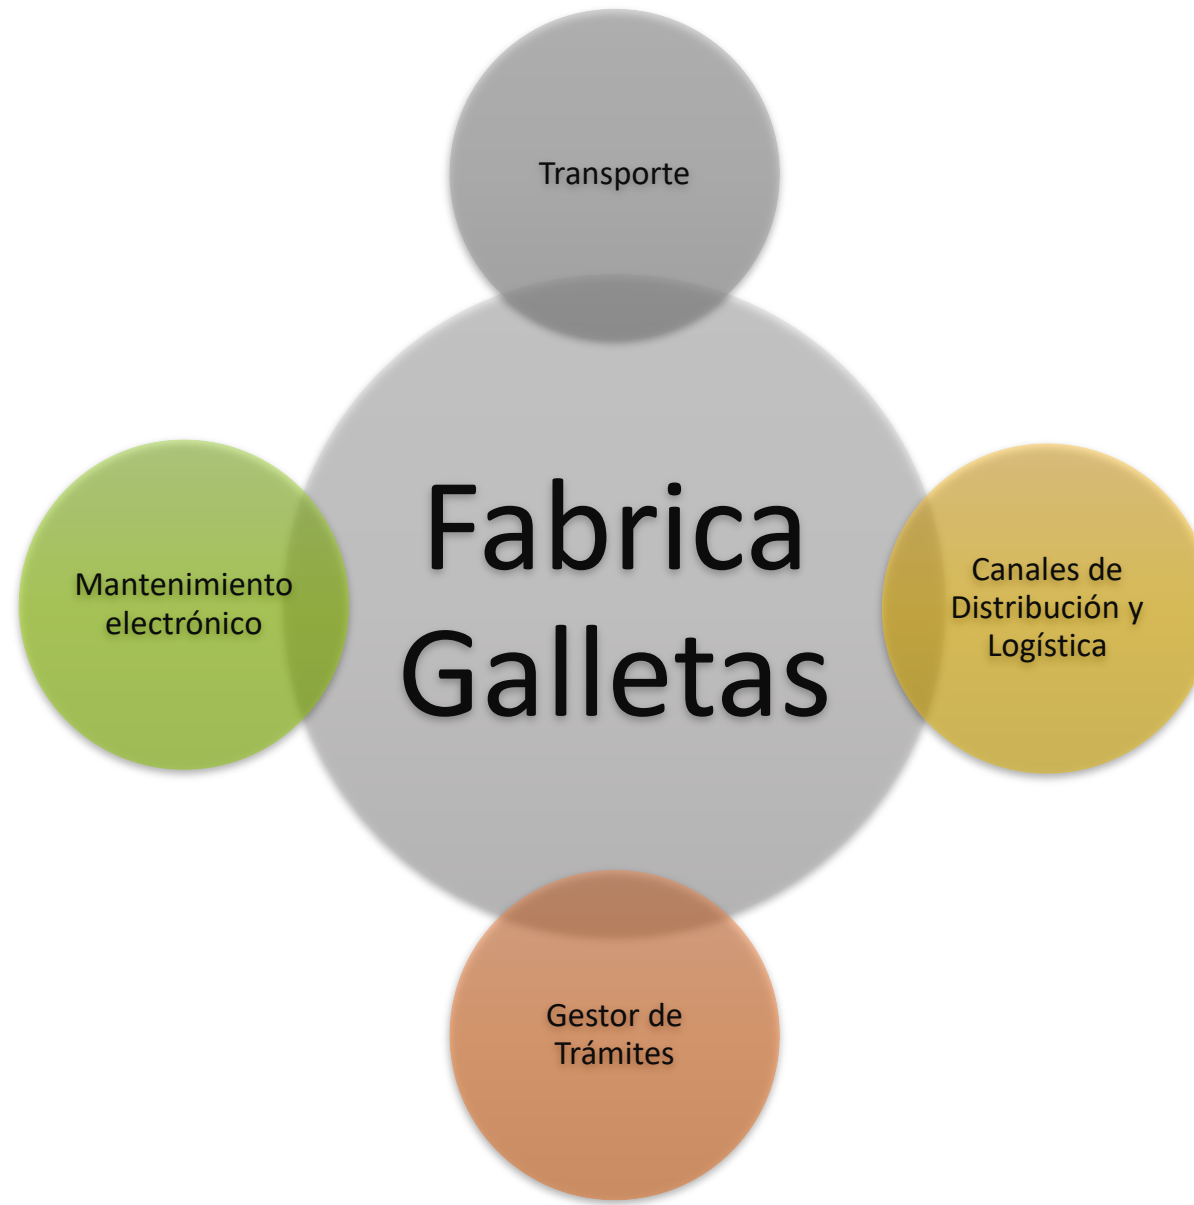 Transporte
Fabrica
Galletas
Mantenimiento
electrónico
Canales de
Distribución y
Logística
Gestor de
Trámites